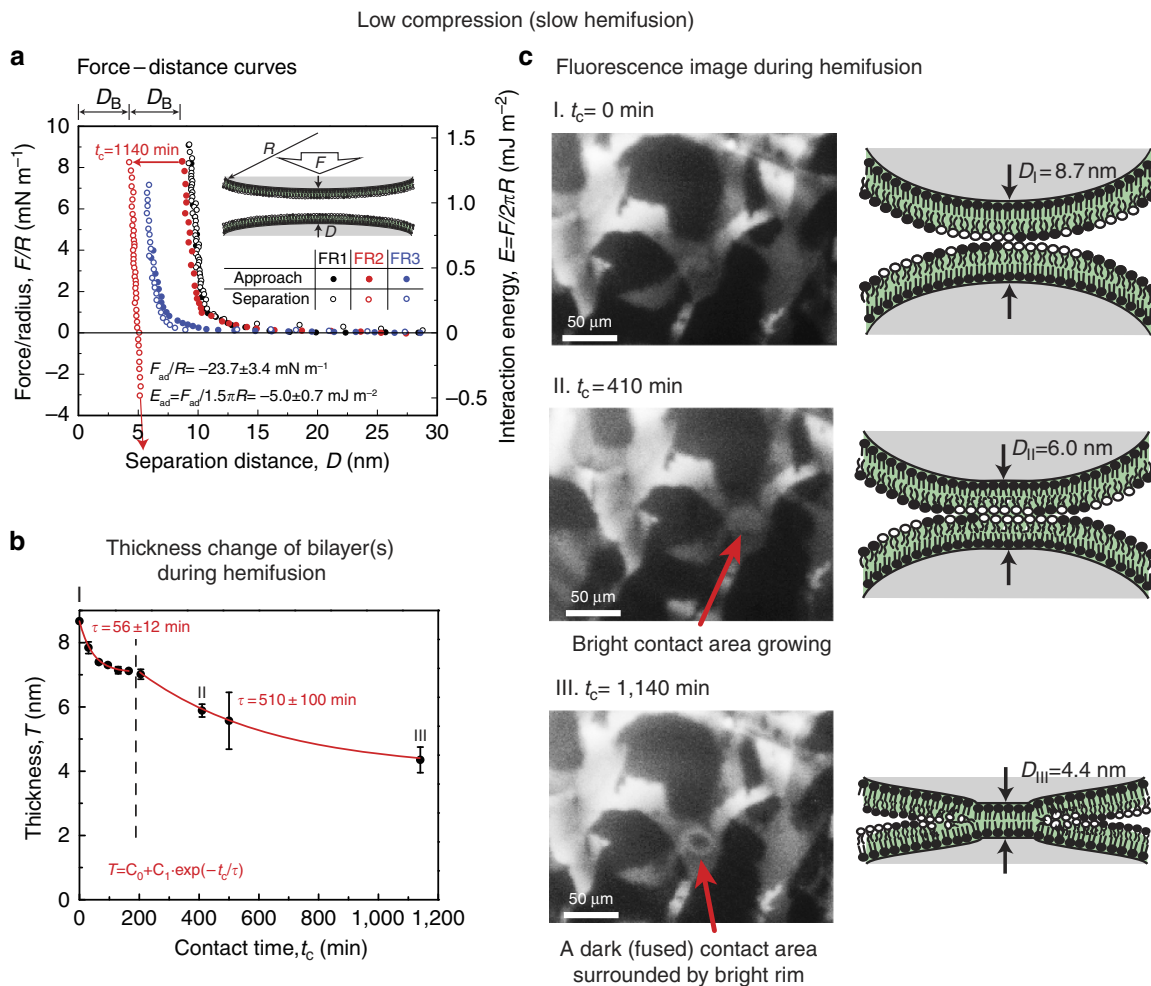 Low compression (slow hemifusion)
a
Force–distance curves
D_B D_B
10
8
6
4
2
0
−2
−4
Force/radius, F/R (mN m⁻¹)
t_c=1140 min
R
F
D
FR1 FR2 FR3
Approach
Separation
F_ad/R= −23.7±3.4 mN m⁻¹
E_ad=F_ad/1.5πR= −5.0±0.7 mJ m⁻²
1.5
1.0
0.5
0
−0.5
Interaction energy, E=F/2πR (mJ m⁻²)
0 5 10 15 20 25 30
Separation distance, D (nm)
b
Thickness change of bilayer(s)
during hemifusion
I
8
6
4
2
0
Thickness, T (nm)
τ=56±12 min
II
τ=510±100 min
III
T=C₀+C₁·exp(−t_c/τ)
0 200 400 600 800 1,000 1,200
Contact time, t_c (min)
c
Fluorescence image during hemifusion
I. t_c= 0 min
50 μm
D_I=8.7 nm
II. t_c=410 min
50 μm
D_II=6.0 nm
Bright contact area growing
III. t_c= 1,140 min
50 μm
D_III=4.4 nm
A dark (fused) contact area
surrounded by bright rim